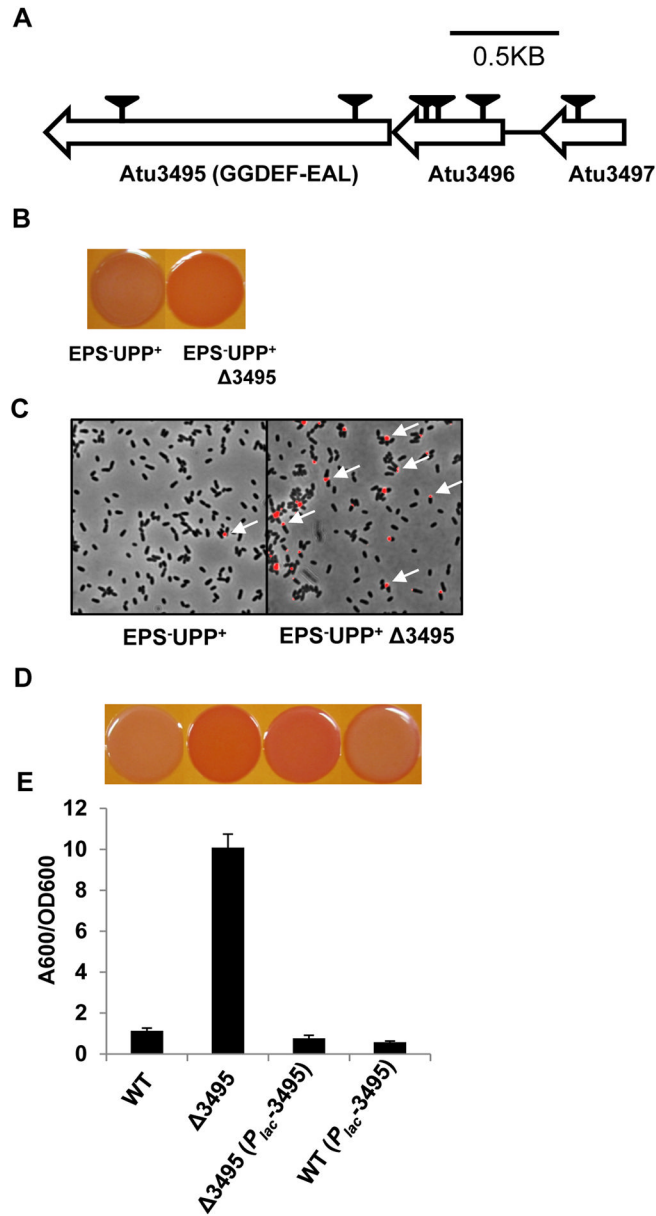 A
0.5KB
Atu3495 (GGDEF-EAL) Atu3496 Atu3497
B
EPS⁻UPP⁺ EPS⁻UPP⁺
Δ3495
C
EPS⁻UPP⁺ EPS⁻UPP⁺ Δ3495
D
E
A600/OD600
12
10
8
6
4
2
0
WT
Δ3495
Δ3495 (Plac-3495)
WT (Plac-3495)